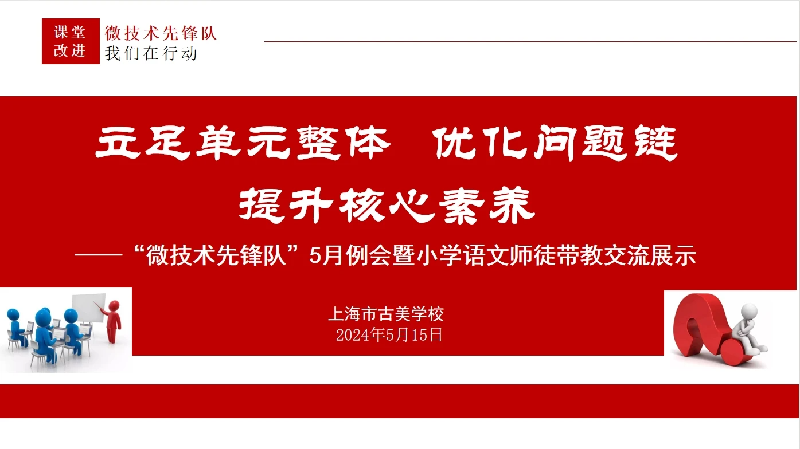 课堂
改进
微技术先锋队
我们在行动
立足单元整体 优化问题链
提升核心素养
——“微技术先锋队”5月例会暨小学语文师徒带教交流展示
上海市古美学校
2024年5月15日